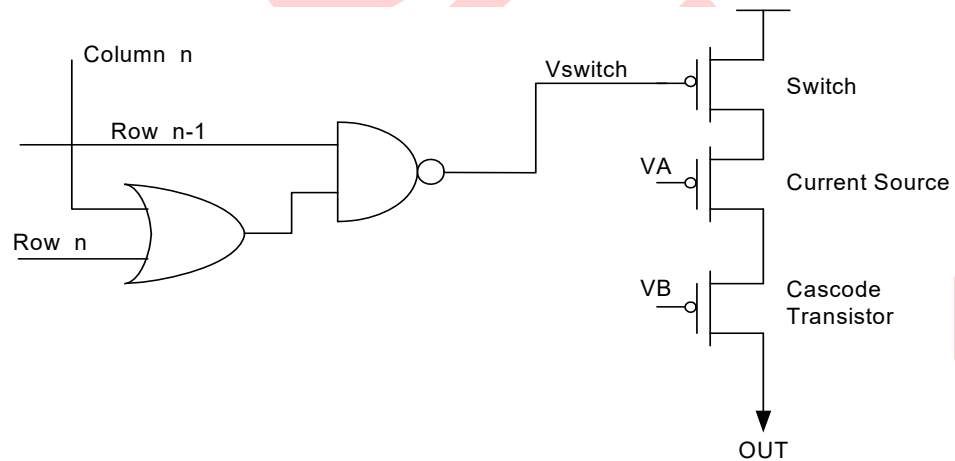 Column n
Vswitch
Switch
Row n-1
VA
Current Source
Row n
VB
Cascode
Transistor
OUT